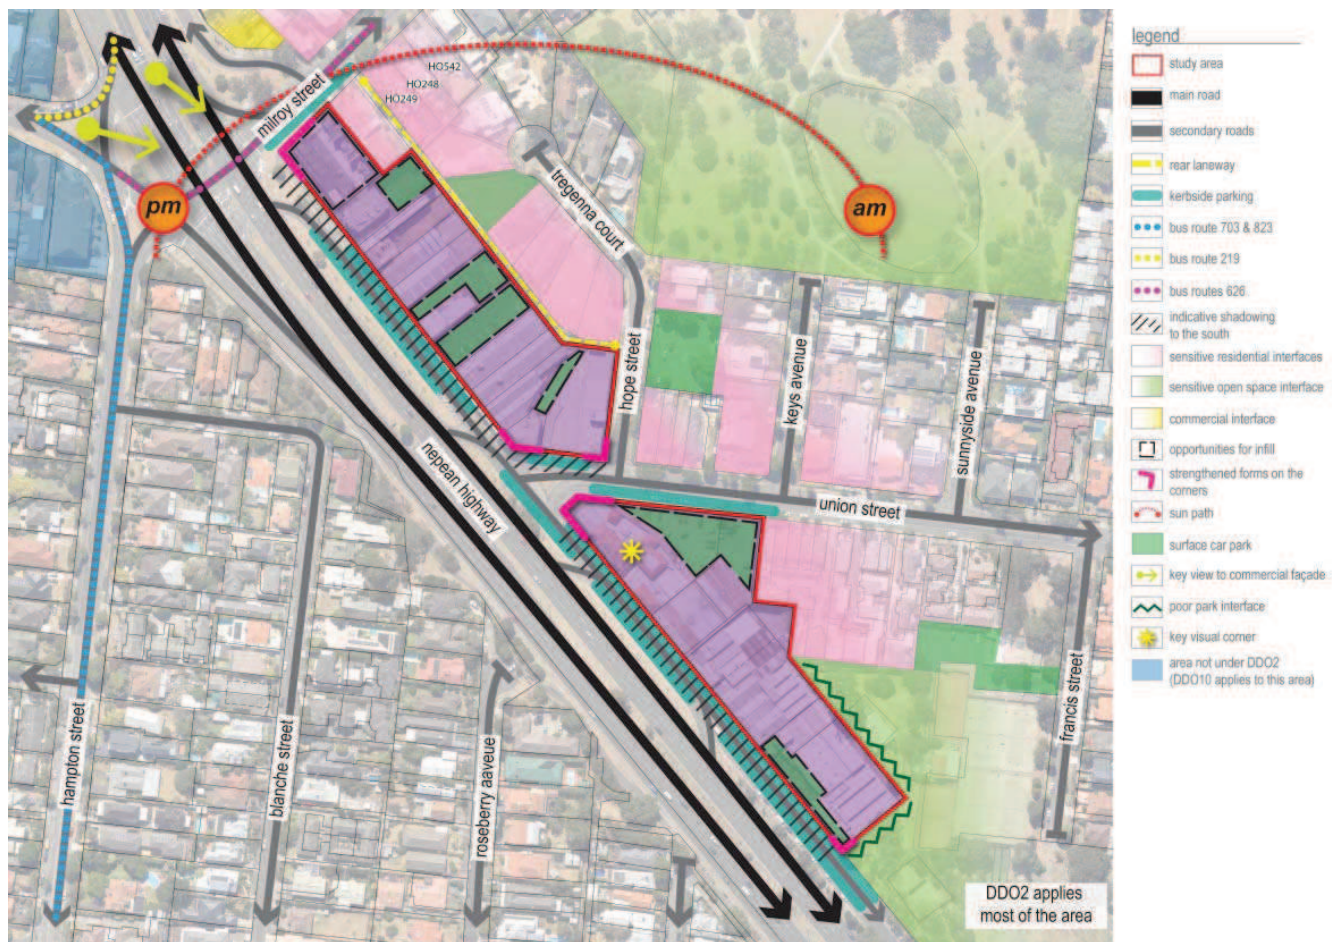 milroy street
HO542
HO248
HO249
pm
am
tregenna court
hope street
keys avenue
sunnyside avenue
union street
nepean highway
francis street
hampton street
blanche street
roseberry aaveue
DDO2 applies
most of the area
legend
study area
main road
secondary roads
rear laneway
kerbside parking
bus route 703 & 823
bus route 219
bus routes 626
indicative shadowing
to the south
sensitive residential interfaces
sensitive open space interface
commercial interface
opportunities for infill
strengthened forms on the
corners
sun path
surface car park
key view to commercial façade
poor park interface
key visual corner
area not under DDO2
(DDO10 applies to this area)